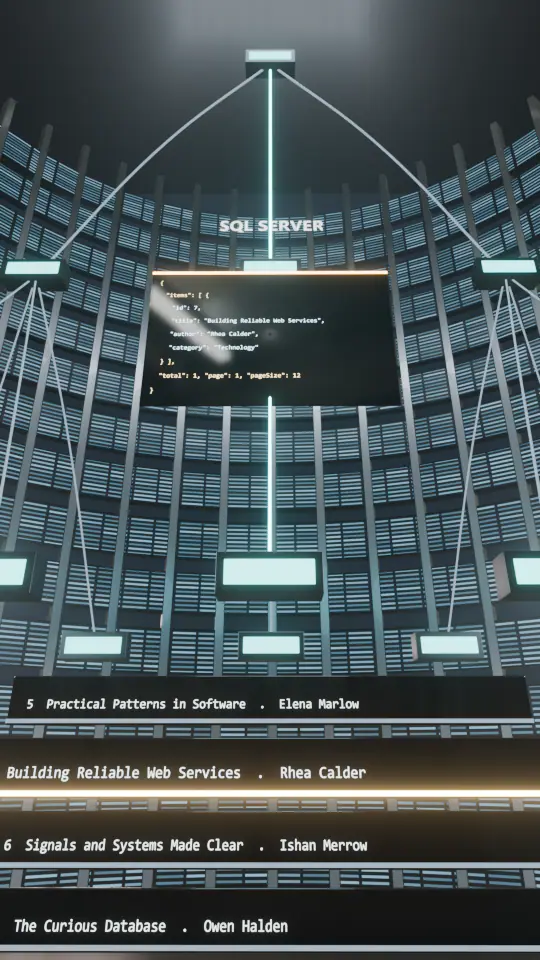 SQL SERVER
{
"items": [ {
"id": 7,
"title": "Building Reliable Web Services",
"author": "Rhea Calder",
"category": "Technology"
} ],
"total": 1, "page": 1, "pageSize": 12
}
5 Practical Patterns in Software . Elena Marlow
Building Reliable Web Services . Rhea Calder
6 Signals and Systems Made Clear . Ishan Merrow
The Curious Database . Owen Halden